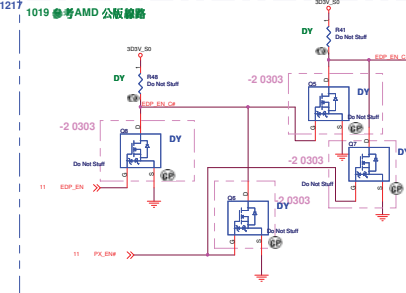 1217
1019 參考AMD 公版線路
3D3V_S0
DY
R41
Do Not Stuff
3D3V_S0
DY
R48
Do Not Stuff
EDP_EN_C
EDP_EN_C#
-2 0303
Q5
D
DY
Do Not Stuff
G
S
-2 0303
Q8
D
DY
Do Not Stuff
G
S
11 EDP_EN
-2 0303
Q7
D
DY
Do Not Stuff
G
S
-2 0303
Q6
D
DY
Do Not Stuff
G
S
11 PX_EN#